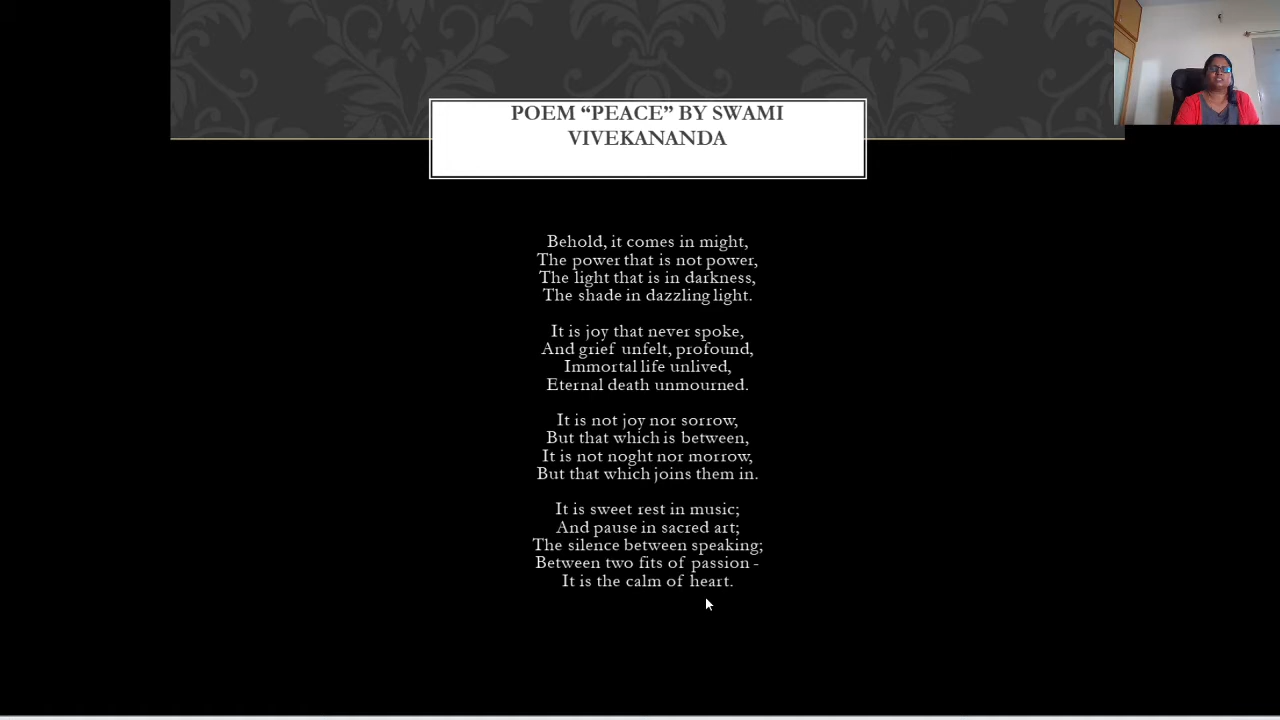 POEM “PEACE” BY SWAMI
VIVEKANANDA
Behold, it comes in might,
The power that is not power,
The light that is in darkness,
The shade in dazzling light.
It is joy that never spoke,
And grief unfelt, profound,
Immortal life unlived,
Eternal death unmourned.
It is not joy nor sorrow,
But that which is between,
It is not noght nor morrow,
But that which joins them in.
It is sweet rest in music;
And pause in sacred art;
The silence between speaking;
Between two fits of passion -
It is the calm of heart.